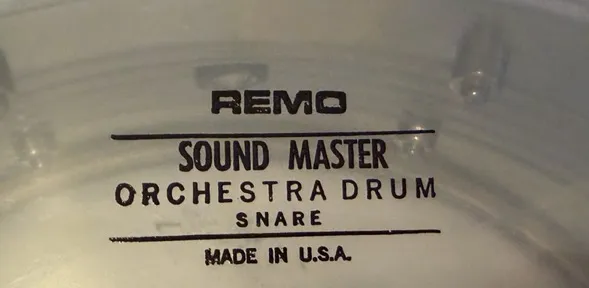 REMO
SOUND MASTER
ORCHESTRA DRUM
SNARE
MADE IN U.S.A.